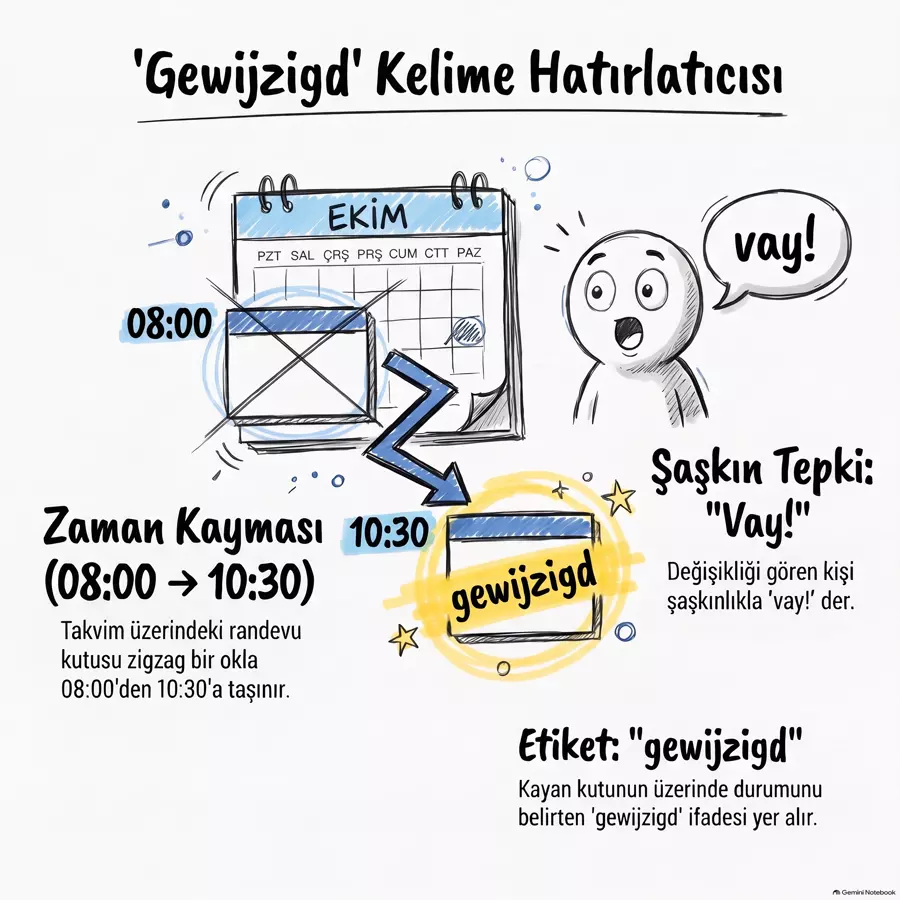 'Gewijzigd' Kelime Hatırlatıcısı
EKİM
PZT SAL ÇRŞ PRŞ CUM CTT PAZ
08:00
vay!
Şaşkın Tepki:
"Vay!"
Değişikliği gören kişi
şaşkınlıkla 'vay!' der.
Zaman Kayması
(08:00 → 10:30)
Takvim üzerindeki randevu
kutusu zigzag bir okla
08:00'den 10:30'a taşınır.
10:30
gewijzigd
Etiket: "gewijzigd"
Kayan kutunun üzerinde durumunu
belirten 'gewijzigd' ifadesi yer alır.
Gemini Notebook